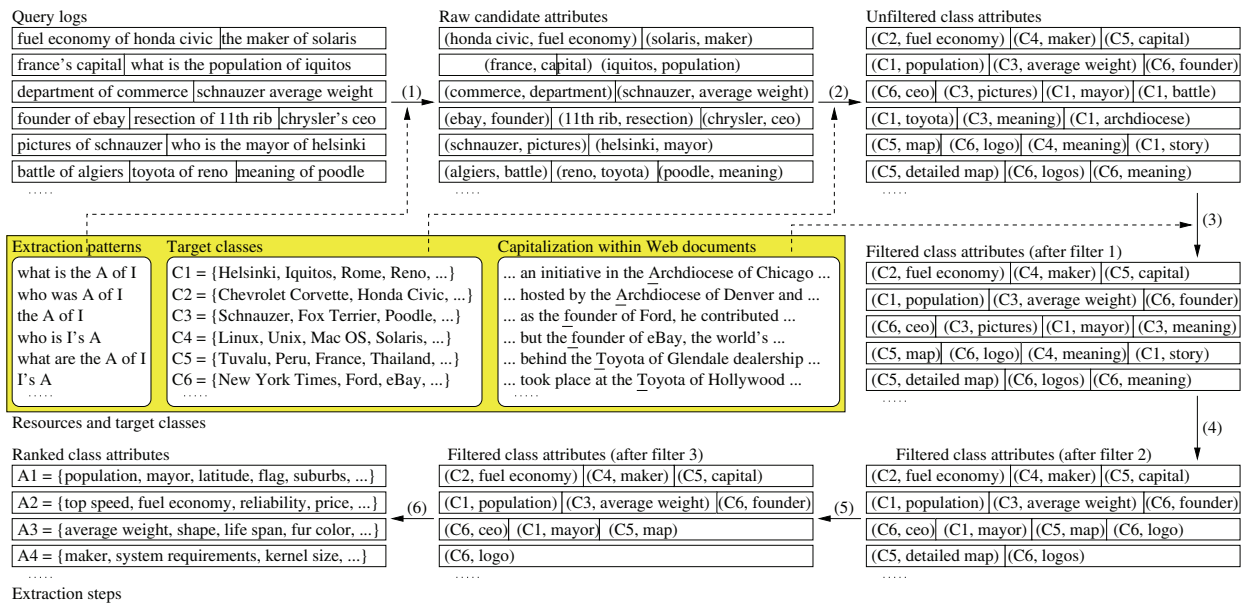 Query logs
fuel economy of honda civic the maker of solaris
france's capital what is the population of iquitos
department of commerce schnauzer average weight
founder of ebay resection of 11th rib chrysler's ceo
pictures of schnauzer who is the mayor of helsinki
battle of algiers toyota of reno meaning of poodle
.....
(1)
Raw candidate attributes
(honda civic, fuel economy) (solaris, maker)
(france, capital) (iquitos, population)
(commerce, department) (schnauzer, average weight)
(ebay, founder) (11th rib, resection) (chrysler, ceo)
(schnauzer, pictures) (helsinki, mayor)
(algiers, battle) (reno, toyota) (poodle, meaning)
.....
(2)
Unfiltered class attributes
(C2, fuel economy) (C4, maker) (C5, capital)
(C1, population) (C3, average weight) (C6, founder)
(C6, ceo) (C3, pictures) (C1, mayor) (C1, battle)
(C1, toyota) (C3, meaning) (C1, archdiocese)
(C5, map) (C6, logo) (C4, meaning) (C1, story)
(C5, detailed map) (C6, logos) (C6, meaning)
.....
(3)
Extraction patterns
what is the A of I
who was A of I
the A of I
who is I's A
what are the A of I
I's A
.....
Target classes
C1 = {Helsinki, Iquitos, Rome, Reno, ...}
C2 = {Chevrolet Corvette, Honda Civic, ...}
C3 = {Schnauzer, Fox Terrier, Poodle, ...}
C4 = {Linux, Unix, Mac OS, Solaris, ...}
C5 = {Tuvalu, Peru, France, Thailand, ...}
C6 = {New York Times, Ford, eBay, ...}
.....
Capitalization within Web documents
... an initiative in the Archdiocese of Chicago ...
... hosted by the Archdiocese of Denver and ...
... as the founder of Ford, he contributed ...
... but the founder of eBay, the world's ...
... behind the Toyota of Glendale dealership ...
... took place at the Toyota of Hollywood ...
.....
Resources and target classes
Filtered class attributes (after filter 1)
(C2, fuel economy) (C4, maker) (C5, capital)
(C1, population) (C3, average weight) (C6, founder)
(C6, ceo) (C3, pictures) (C1, mayor) (C3, meaning)
(C5, map) (C6, logo) (C4, meaning) (C1, story)
(C5, detailed map) (C6, logos) (C6, meaning)
.....
(4)
Filtered class attributes (after filter 2)
(C2, fuel economy) (C4, maker) (C5, capital)
(C1, population) (C3, average weight) (C6, founder)
(C6, ceo) (C1, mayor) (C5, map) (C6, logo)
(C5, detailed map) (C6, logos)
.....
(5)
Filtered class attributes (after filter 3)
(C2, fuel economy) (C4, maker) (C5, capital)
(C1, population) (C3, average weight) (C6, founder)
(C6, ceo) (C1, mayor) (C5, map)
(C6, logo)
.....
(6)
Ranked class attributes
A1 = {population, mayor, latitude, flag, suburbs, ...}
A2 = {top speed, fuel economy, reliability, price, ...}
A3 = {average weight, shape, life span, fur color, ...}
A4 = {maker, system requirements, kernel size, ...}
.....
Extraction steps